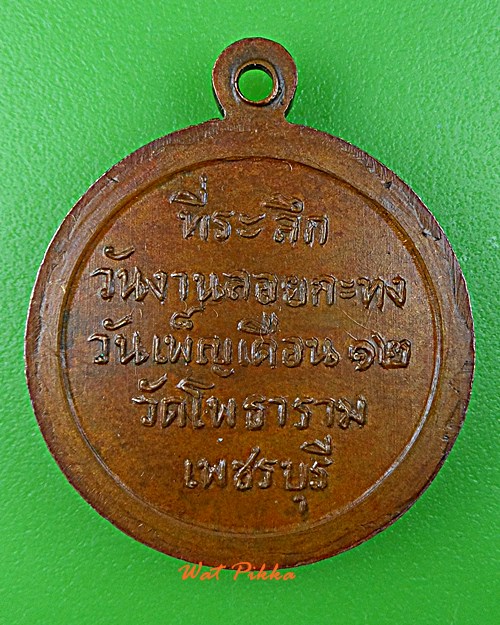 ที่ระลึก
วันงานลอยกะทง
วันเพ็ญเดือน ๑๒
วัดโพธาราม
เพชรบุรี
Wat Pikka